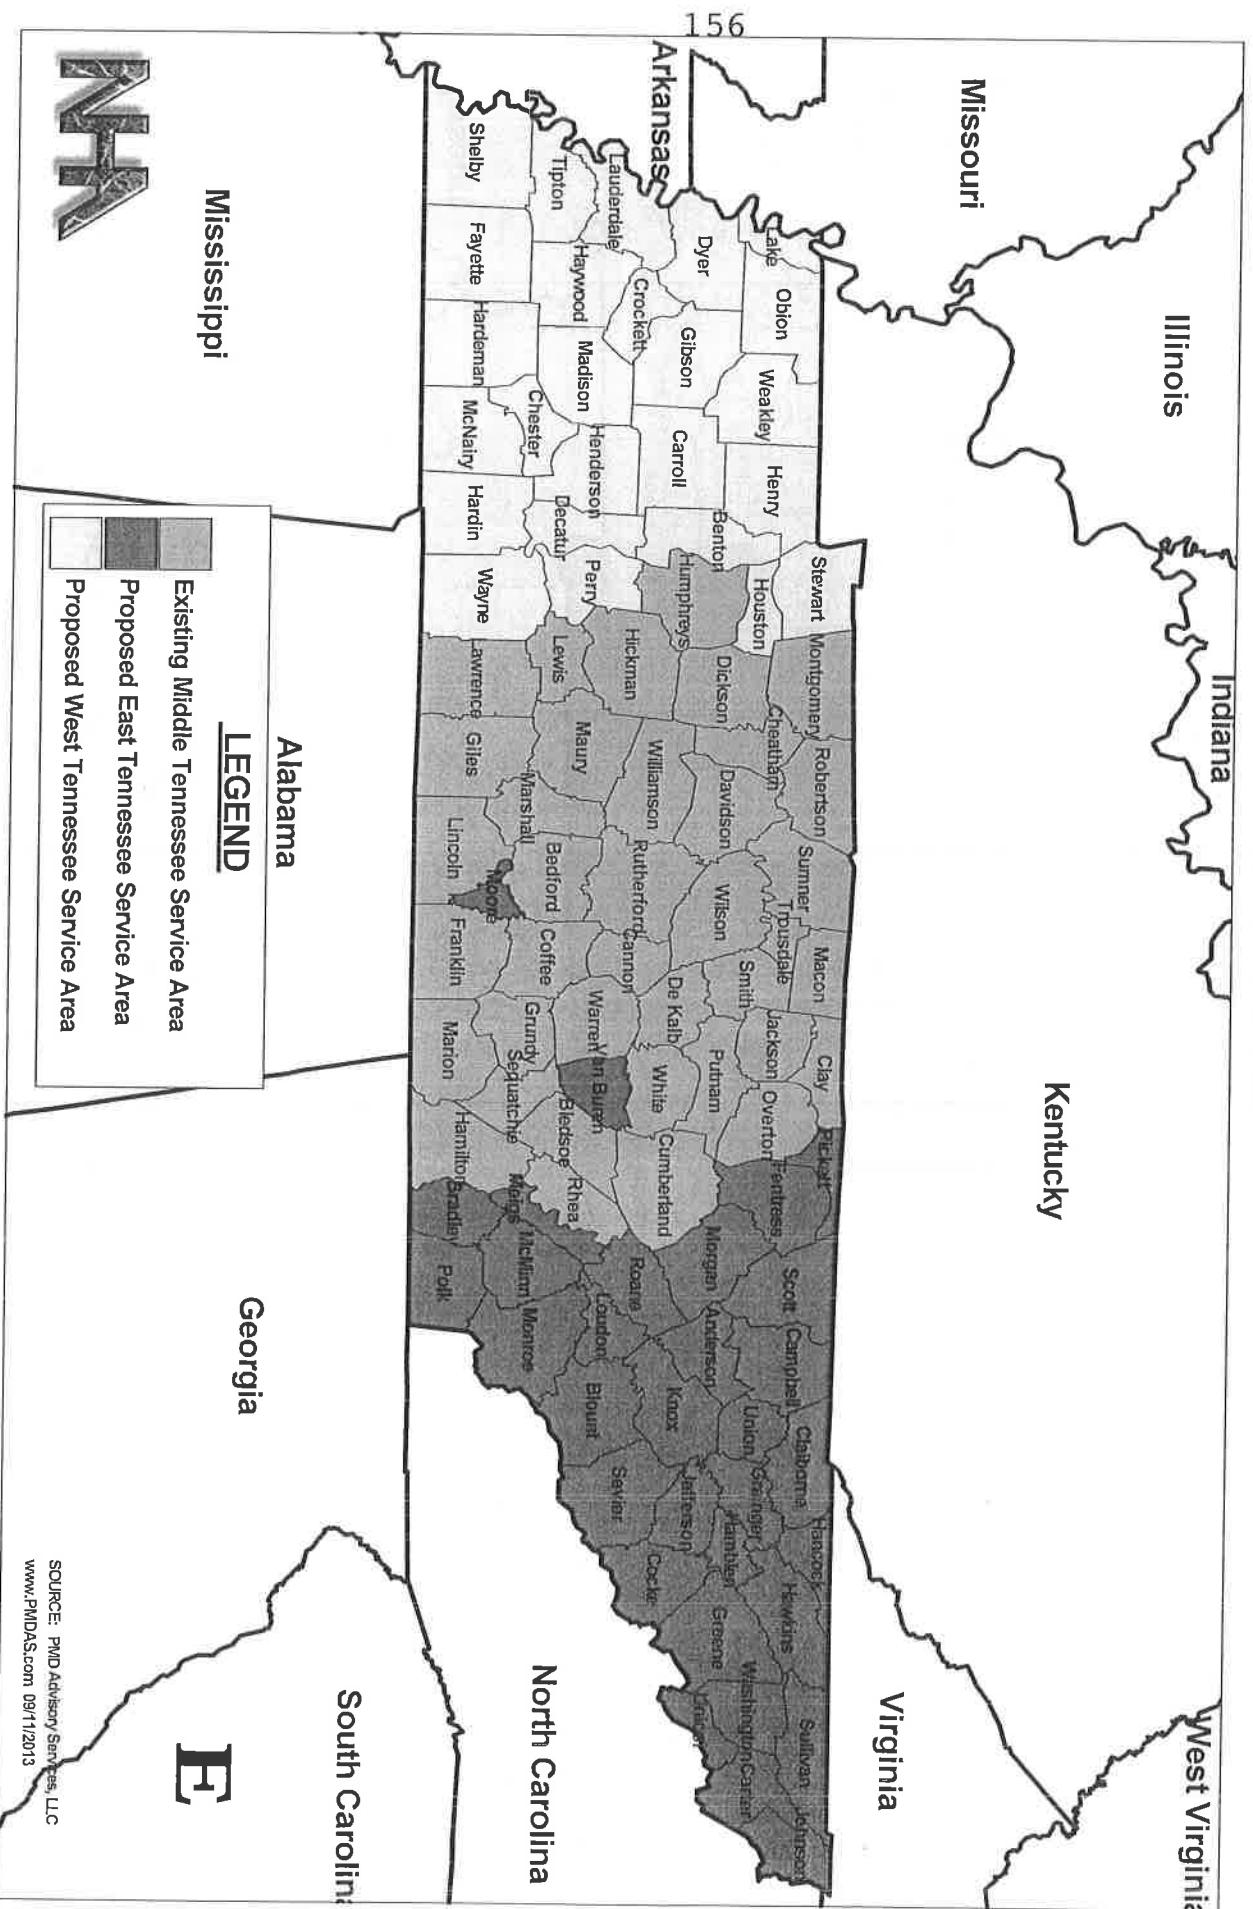 156
Missouri
Illinois
Indiana
Kentucky
West Virginia
Virginia
Arkansas
Mississippi
Alabama
Georgia
North Carolina
South Carolina
Lake
Obion
Weakley
Henry
Stewart
Montgomery
Robertson
Sumner
Trousdale
Macon
Clay
Pickett
Fentress
Scott
Campbell
Claiborne
Hancock
Hawkins
Sullivan
Johnson
Dyer
Gibson
Carroll
Benton
Houston
Humphreys
Dickson
Cheatham
Davidson
Wilson
Smith
Jackson
Overton
Putnam
Morgan
Anderson
Union
Grainger
Hamblen
Greene
Washington
Carter
Unicoi
Lauderdale
Crockett
Tipton
Haywood
Madison
Henderson
Decatur
Perry
Hickman
Lewis
Williamson
Maury
Rutherford
Cannon
De Kalb
Warren
Van Buren
White
Cumberland
Bledsoe
Rhea
Roane
Loudon
Knox
Blount
Jefferson
Sevier
Cocke
Shelby
Fayette
Hardeman
Chester
McNairy
Hardin
Wayne
Lawrence
Giles
Marshall
Bedford
Lincoln
Moore
Coffee
Franklin
Grundy
Marion
Sequatchie
Hamilton
Meigs
Bradley
McMinn
Polk
Monroe
NHA
LEGEND
Existing Middle Tennessee Service Area
Proposed East Tennessee Service Area
Proposed West Tennessee Service Area
E
SOURCE: PMD Advisory Services, LLC
www.PMDAS.com 09/11/2013